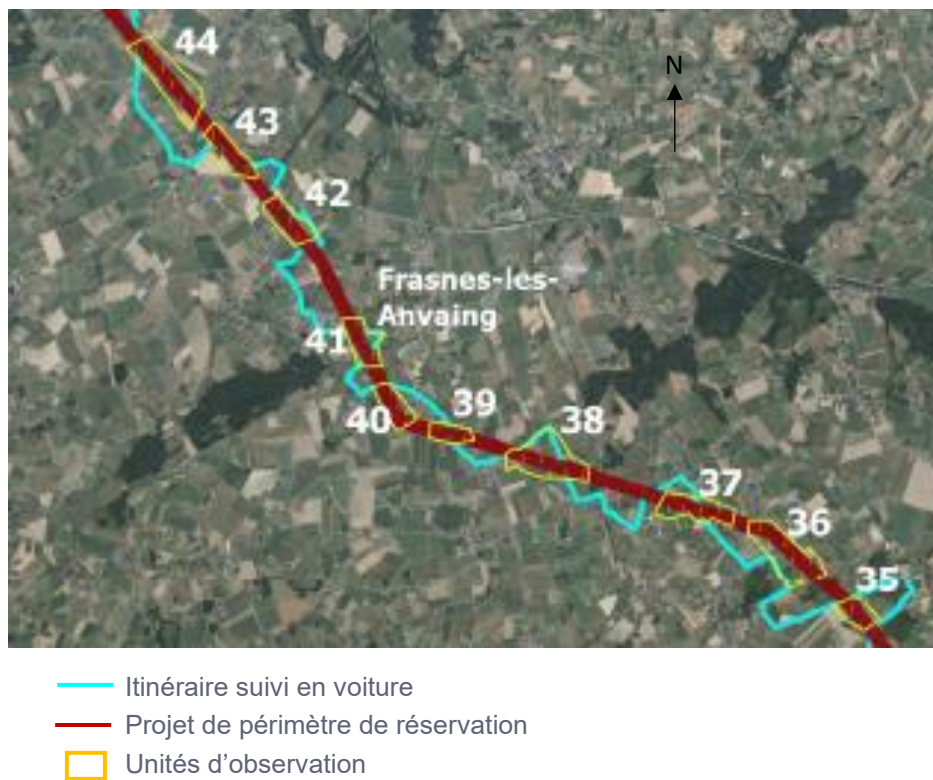 44
N
43
42
Frasnes-les-
Anvaing
41
40
39
38
37
36
35
Itinéraire suivi en voiture
Projet de périmètre de réservation
Unités d’observation